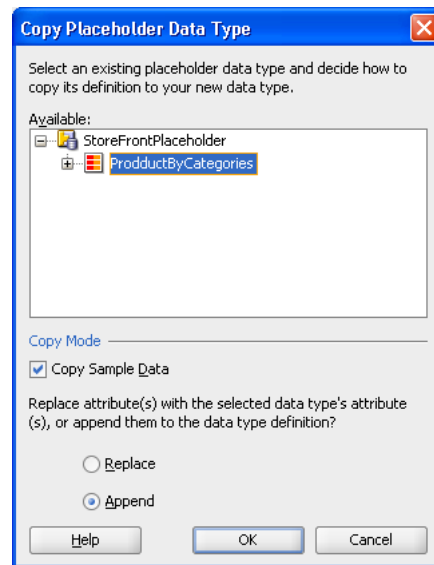 Copy Placeholder Data Type
Select an existing placeholder data type and decide how to
copy its definition to your new data type.
Available:
StoreFrontPlaceholder
ProdductByCategories
Copy Mode
Copy Sample Data
Replace attribute(s) with the selected data type's attribute
(s), or append them to the data type definition?
Replace
Append
Help
OK
Cancel